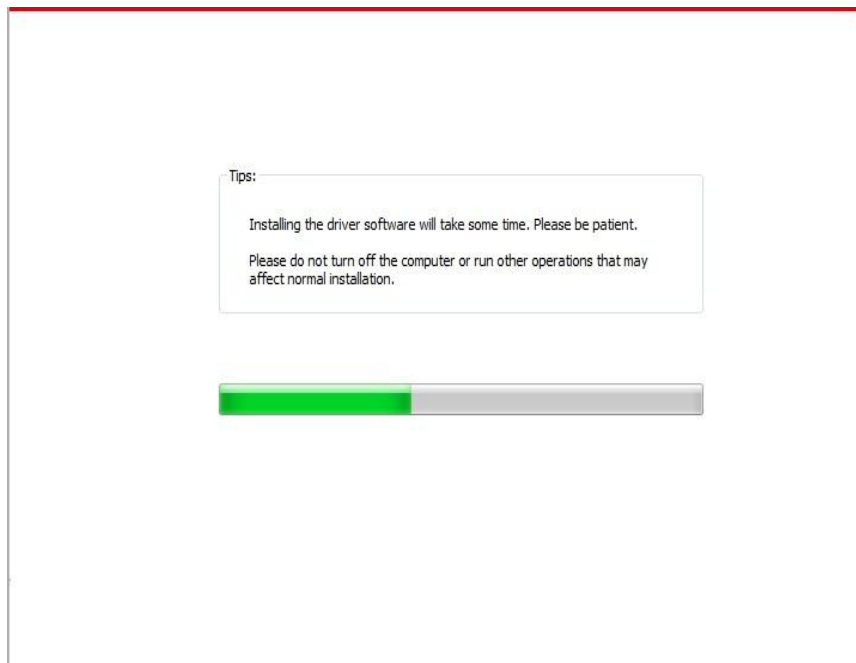 Tips:
Installing the driver software will take some time. Please be patient.
Please do not turn off the computer or run other operations that may
affect normal installation.